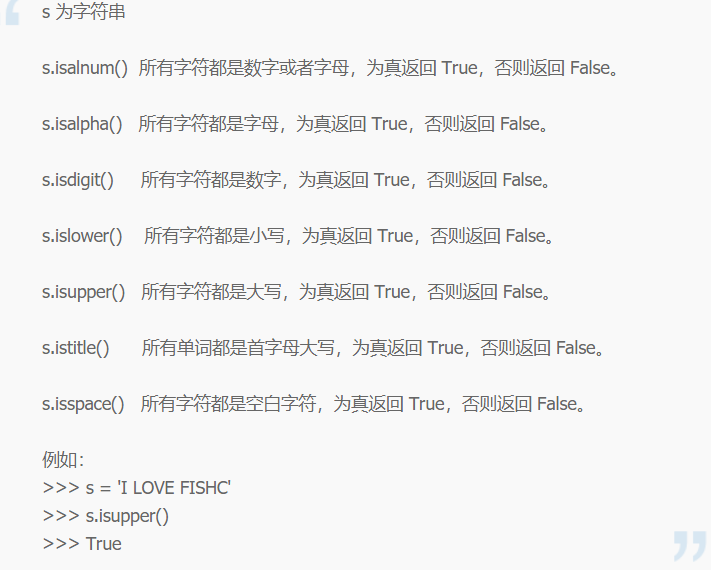 s 为字符串
s.isalnum()  所有字符都是数字或者字母，为真返回 True，否则返回 False。
s.isalpha()   所有字符都是字母，为真返回 True，否则返回 False。
s.isdigit()     所有字符都是数字，为真返回 True，否则返回 False。
s.islower()    所有字符都是小写，为真返回 True，否则返回 False。
s.isupper()   所有字符都是大写，为真返回 True，否则返回 False。
s.istitle()      所有单词都是首字母大写，为真返回 True，否则返回 False。
s.isspace()   所有字符都是空白字符，为真返回 True，否则返回 False。
例如：
>>> s = 'I LOVE FISHC'
>>> s.isupper()
>>> True